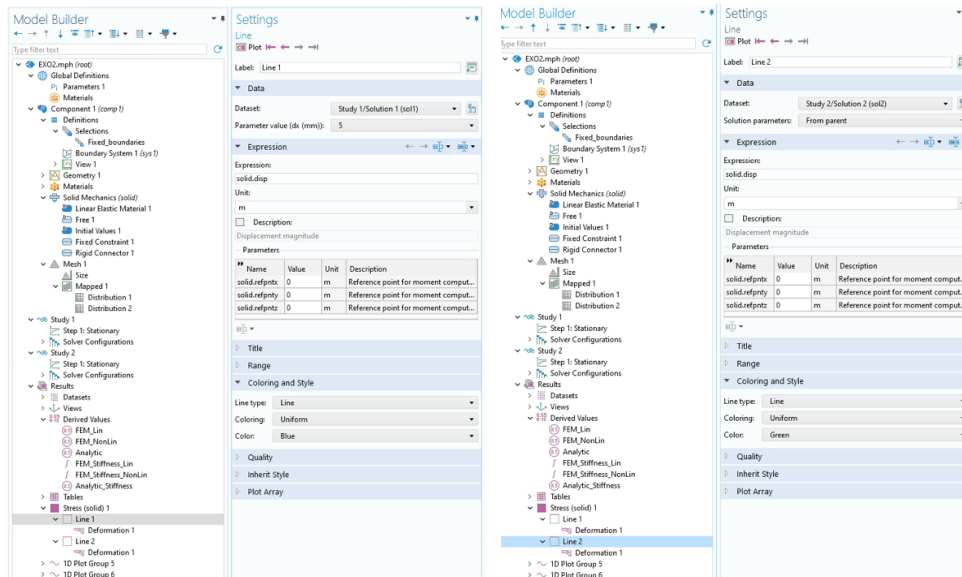 Model Builder
Type filter text
EXO2.mph (root)
Global Definitions
Pi Parameters 1
Materials
Component 1 (comp1)
Definitions
Selections
Fixed_boundaries
Boundary System 1 (sys1)
View 1
Geometry 1
Materials
Solid Mechanics (solid)
Linear Elastic Material 1
Free 1
Initial Values 1
Fixed Constraint 1
Rigid Connector 1
Mesh 1
Size
Mapped 1
Distribution 1
Distribution 2
Study 1
Step 1: Stationary
Solver Configurations
Study 2
Step 1: Stationary
Solver Configurations
Results
Datasets
Views
Derived Values
FEM_Lin
FEM_NonLin
Analytic
FEM_Stiffness_Lin
FEM_Stiffness_NonLin
Analytic_Stiffness
Tables
Stress (solid) 1
Line 1
Deformation 1
Line 2
Deformation 1
1D Plot Group 5
1D Plot Group 6
Settings
Line
Plot
Label: Line 1
Data
Dataset: Study 1/Solution 1 (sol1)
Parameter value (dx (mm)): 5
Expression
Expression:
solid.disp
Unit:
m
Description:
Displacement magnitude
Parameters
Name Value Unit Description
solid.refpntx 0 m Reference point for moment comput...
solid.refpnty 0 m Reference point for moment comput...
solid.refpntz 0 m Reference point for moment comput...
Title
Range
Coloring and Style
Line type: Line
Coloring: Uniform
Color: Blue
Quality
Inherit Style
Plot Array
Model Builder
Type filter text
EXO2.mph (root)
Global Definitions
Pi Parameters 1
Materials
Component 1 (comp1)
Definitions
Selections
Fixed_boundaries
Boundary System 1 (sys1)
View 1
Geometry 1
Materials
Solid Mechanics (solid)
Linear Elastic Material 1
Free 1
Initial Values 1
Fixed Constraint 1
Rigid Connector 1
Mesh 1
Size
Mapped 1
Distribution 1
Distribution 2
Study 1
Step 1: Stationary
Solver Configurations
Study 2
Step 1: Stationary
Solver Configurations
Results
Datasets
Views
Derived Values
FEM_Lin
FEM_NonLin
Analytic
FEM_Stiffness_Lin
FEM_Stiffness_NonLin
Analytic_Stiffness
Tables
Stress (solid) 1
Line 1
Deformation 1
Line 2
Deformation 1
1D Plot Group 5
1D Plot Group 6
Settings
Line
Plot
Label: Line 2
Data
Dataset: Study 2/Solution 2 (sol2)
Solution parameters: From parent
Expression
Expression:
solid.disp
Unit:
m
Description:
Displacement magnitude
Parameters
Name Value Unit Description
solid.refpntx 0 m Reference point for moment comput.
solid.refpnty 0 m Reference point for moment comput.
solid.refpntz 0 m Reference point for moment comput.
Title
Range
Coloring and Style
Line type: Line
Coloring: Uniform
Color: Green
Quality
Inherit Style
Plot Array